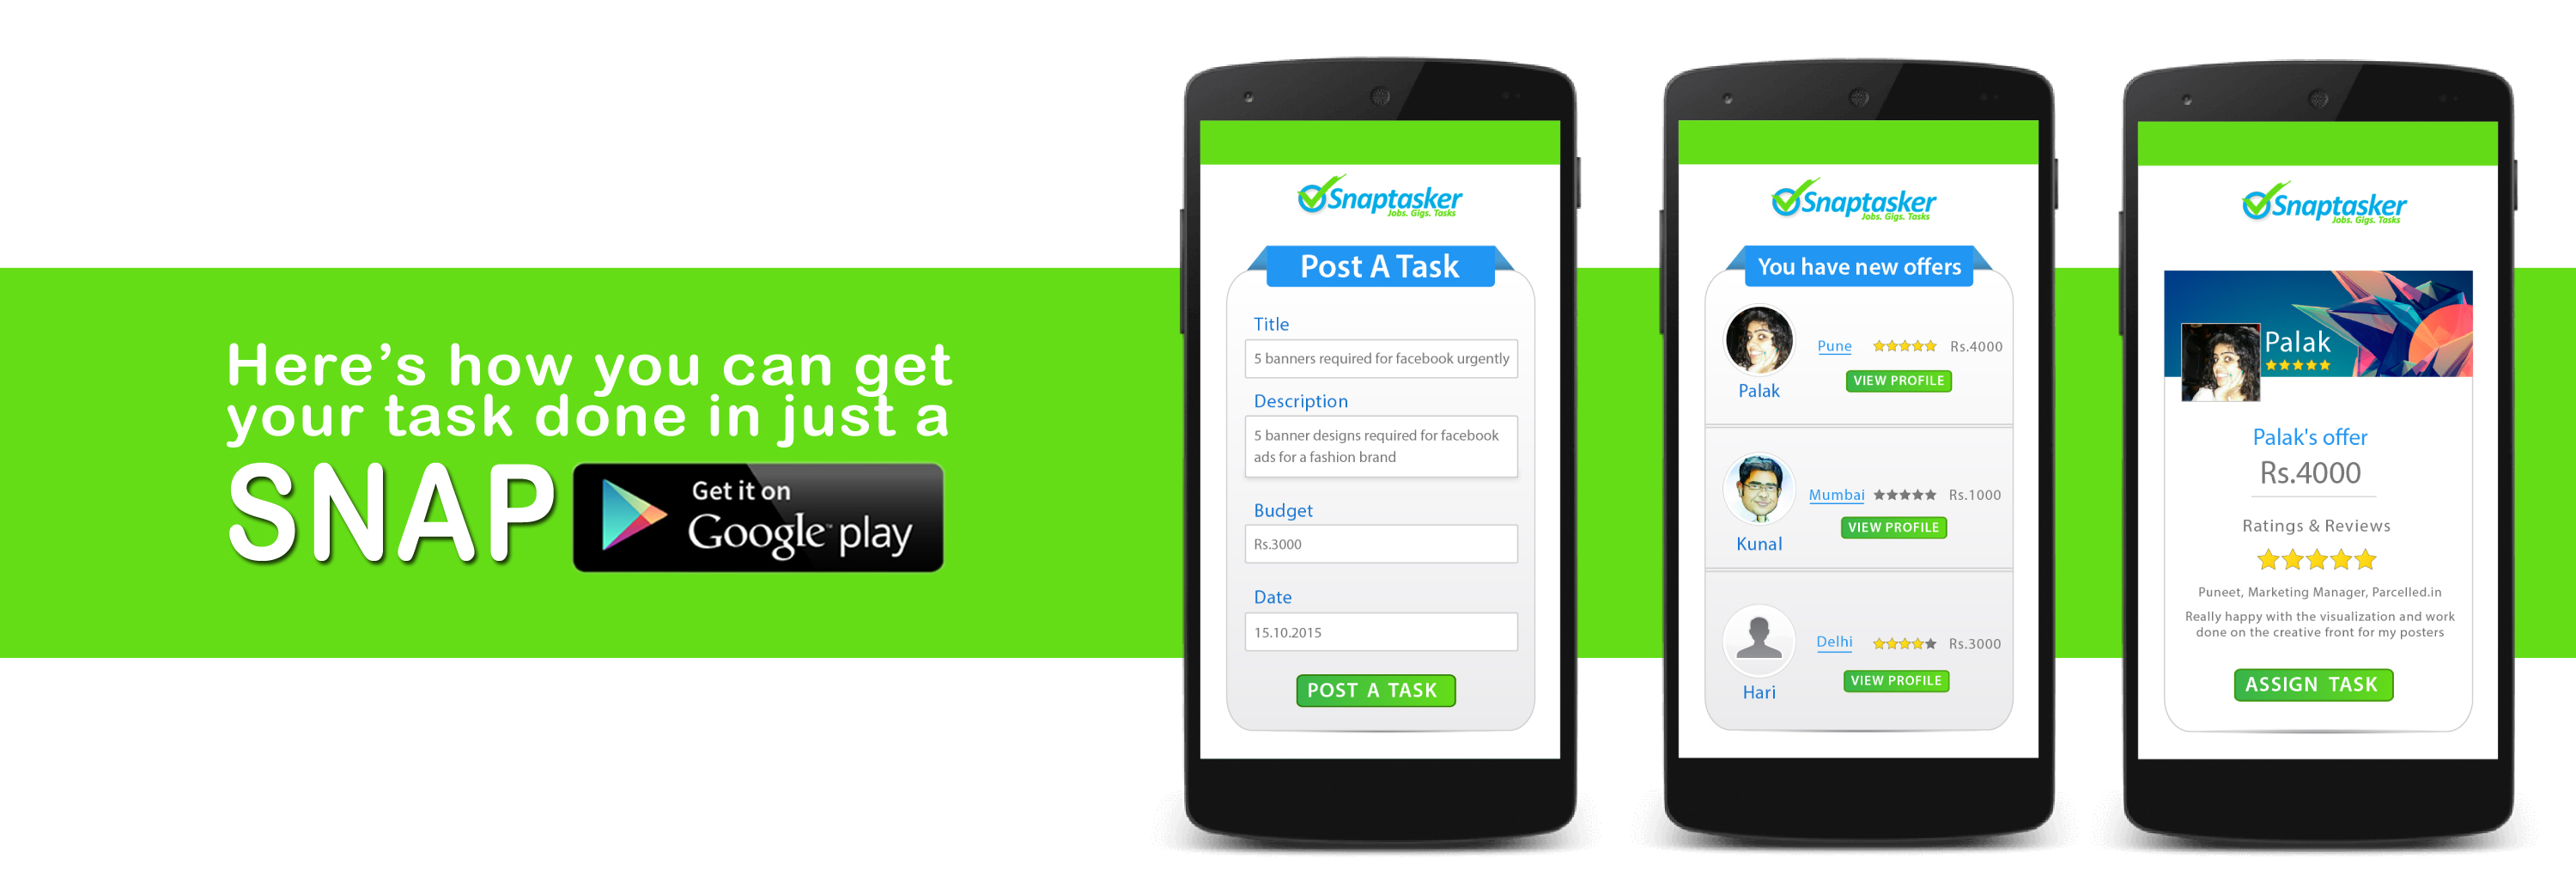 Here's how you can get
your task done in just a
SNAP
Get it on
Google play
Snaptasker
Jobs. Gigs. Tasks
Post A Task
Title
5 banners required for facebook urgently
Description
5 banner designs required for facebook
ads for a fashion brand
Budget
Rs.3000
Date
15.10.2015
POST A TASK
Snaptasker
Jobs. Gigs. Tasks
You have new offers
Pune Rs.4000
VIEW PROFILE
Palak
Mumbai Rs.1000
VIEW PROFILE
Kunal
Delhi Rs.3000
VIEW PROFILE
Hari
Snaptasker
Jobs. Gigs. Tasks
Palak
Palak's offer
Rs.4000
Ratings & Reviews
Puneet, Marketing Manager, Parcelled.in
Really happy with the visualization and work
done on the creative front for my posters
ASSIGN TASK